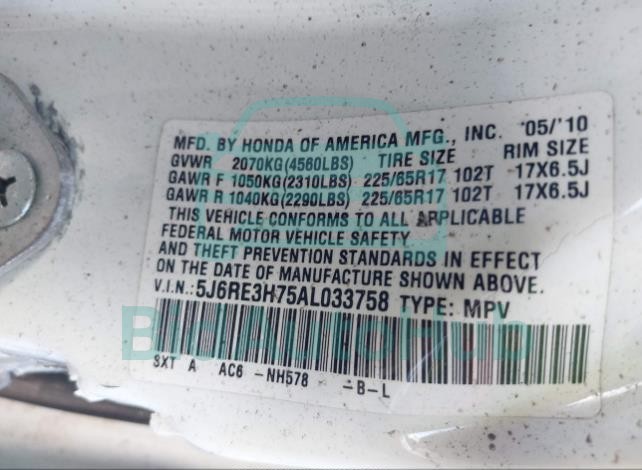 MFD. BY HONDA OF AMERICA MFG., INC. '05/'10
GVWR 2070KG(4560LBS) TIRE SIZE RIM SIZE
GAWR F 1050KG(2310LBS) 225/65R17 102T 17X6.5J
GAWR R 1040KG(2290LBS) 225/65R17 102T 17X6.5J
THIS VEHICLE CONFORMS TO ALL APPLICABLE
FEDERAL MOTOR VEHICLE SAFETY
AND THEFT PREVENTION STANDARDS IN EFFECT
ON THE DATE OF MANUFACTURE SHOWN ABOVE.
V.I.N.:5J6RE3H75AL033758 TYPE: MPV
BidAutoHub
SXT A AC6 -NH578 -B-L